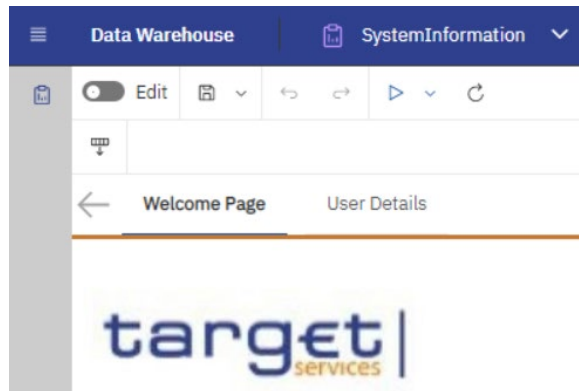 Data Warehouse SystemInformation
Edit
Welcome Page User Details
target
services